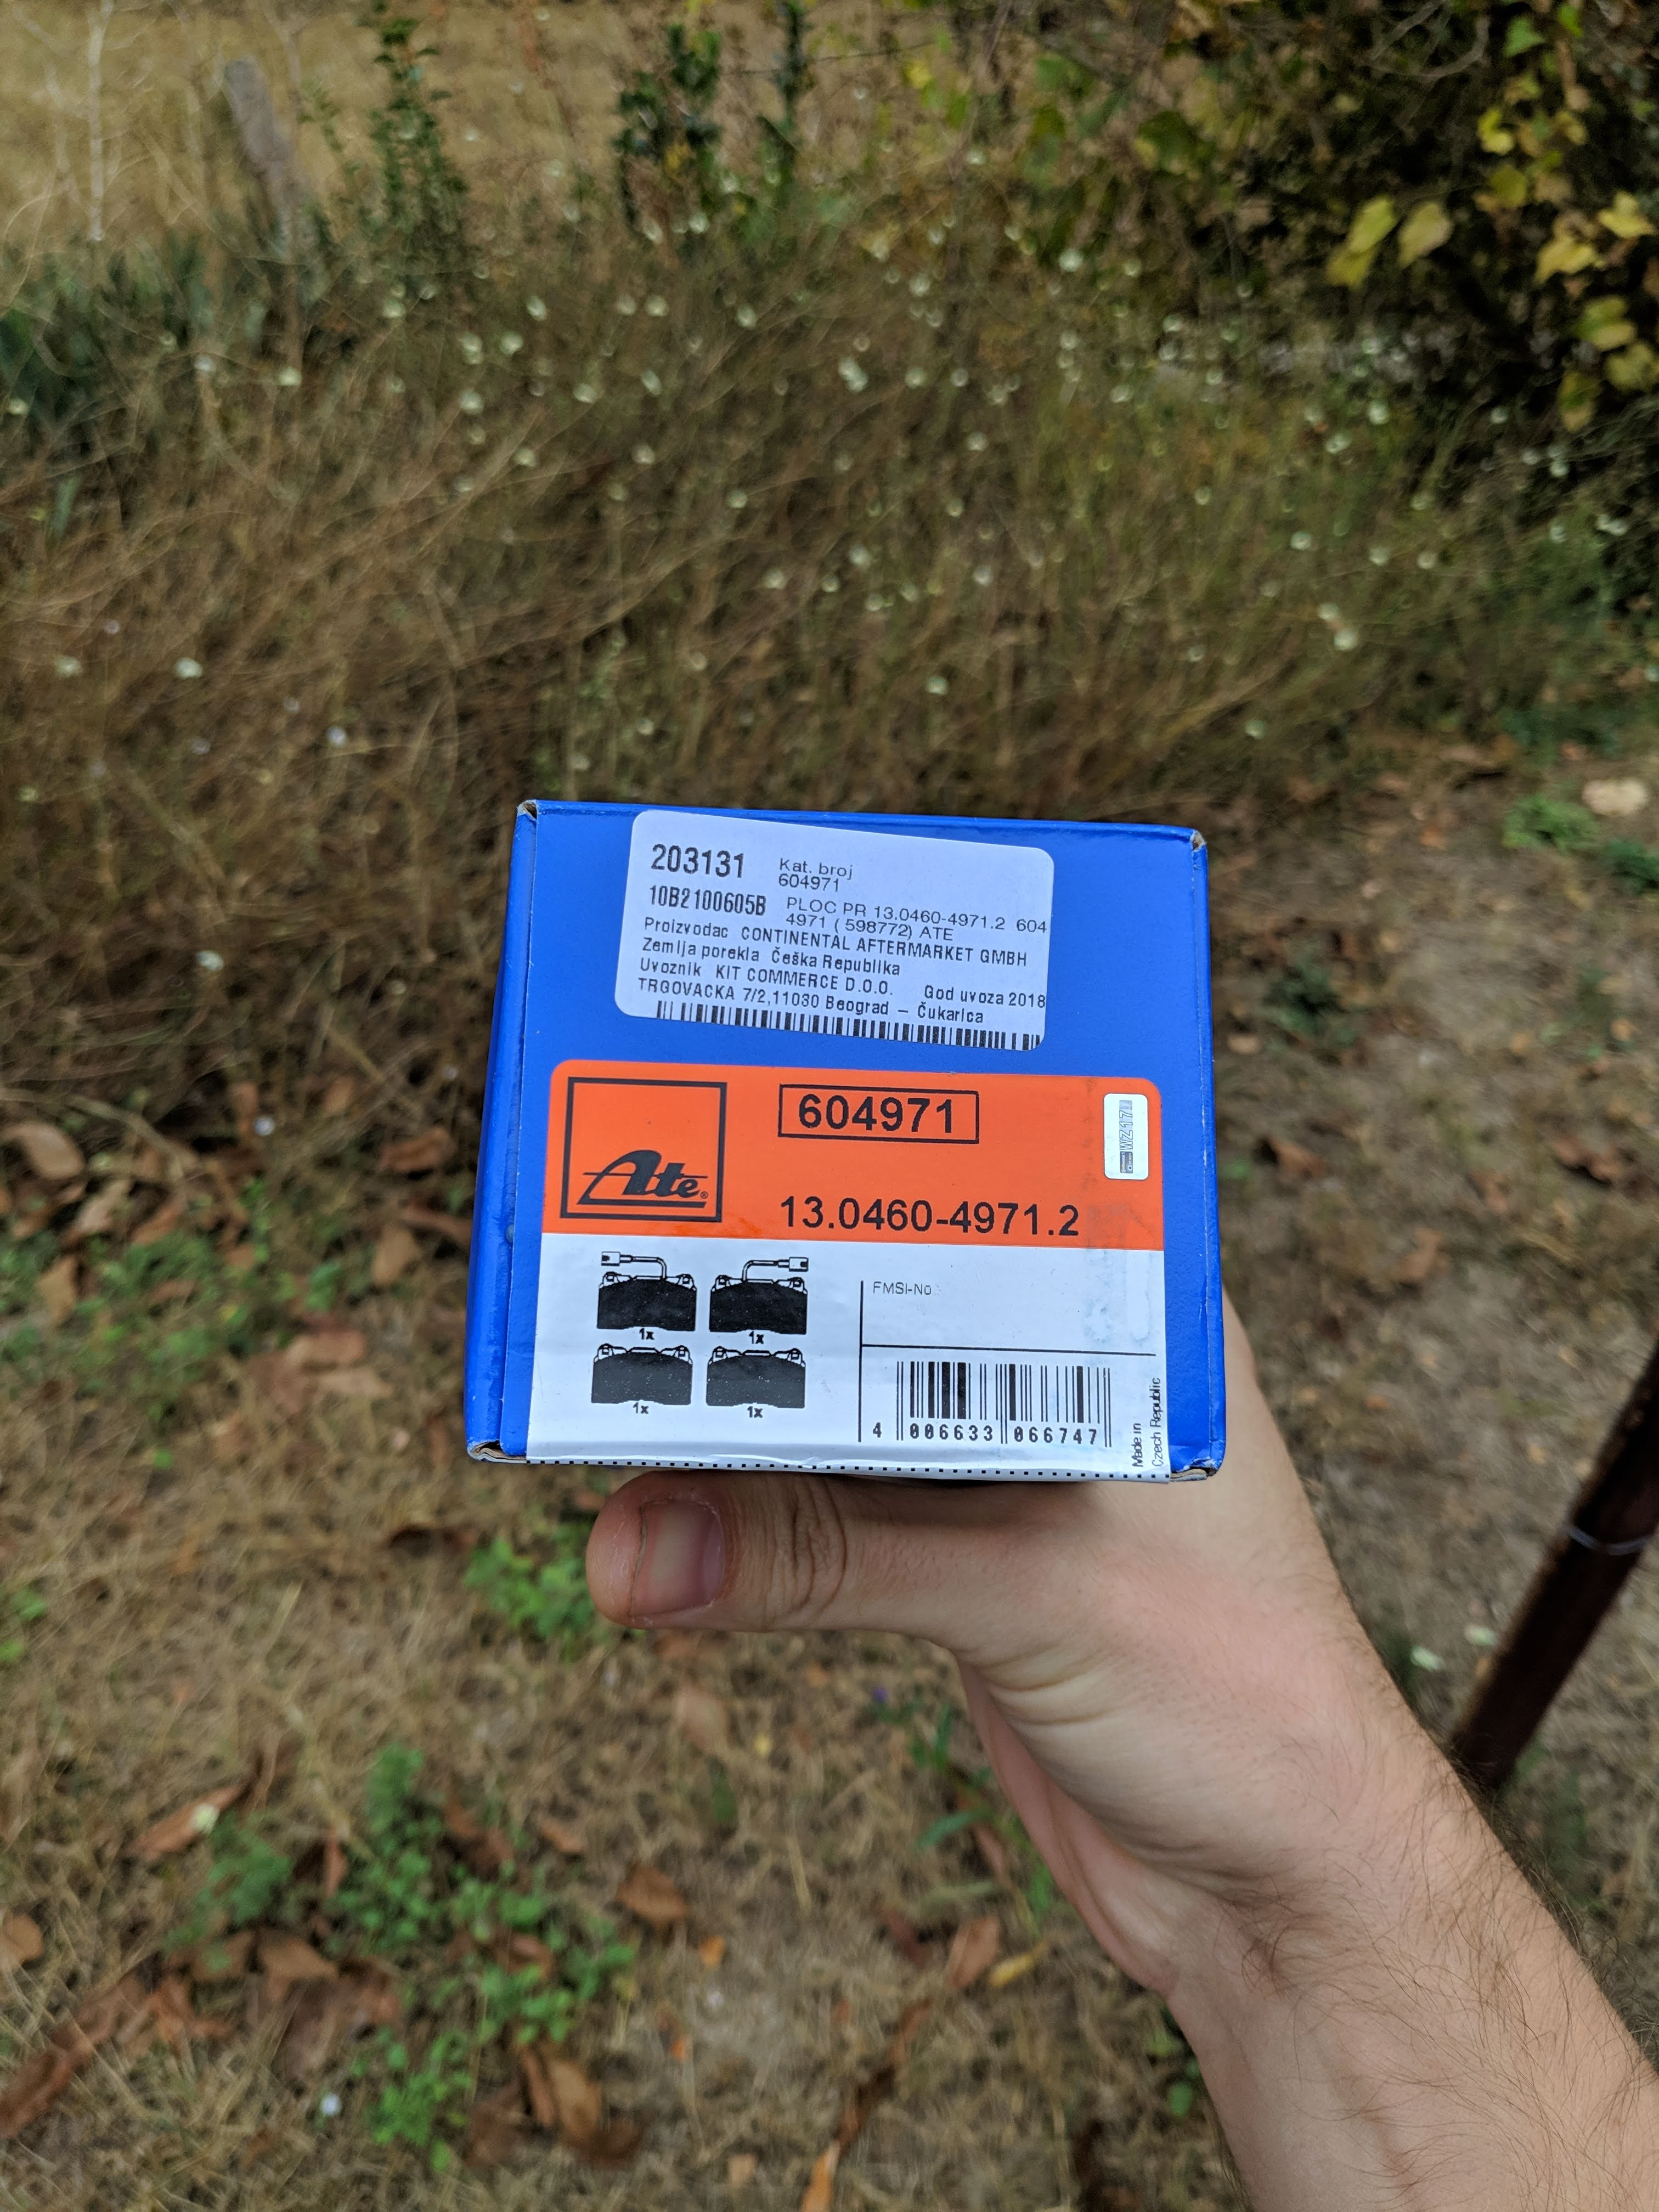 203131 Kat. broj
604971
10B2100605B PLOC PR 13.0460-4971.2 604
4971 ( 598772) ATE
Proizvodac CONTINENTAL AFTERMARKET GMBH
Zemlja porekla Češka Republika
Uvoznik KIT COMMERCE D.O.O. God uvoza 2018
TRGOVACKA 7/2,11030 Beograd – Čukarica
604971
WZ17
Ate®
13.0460-4971.2
1x 1x
1x 1x
FMSI-No
4 006633 066747
Made in
Czech Republic